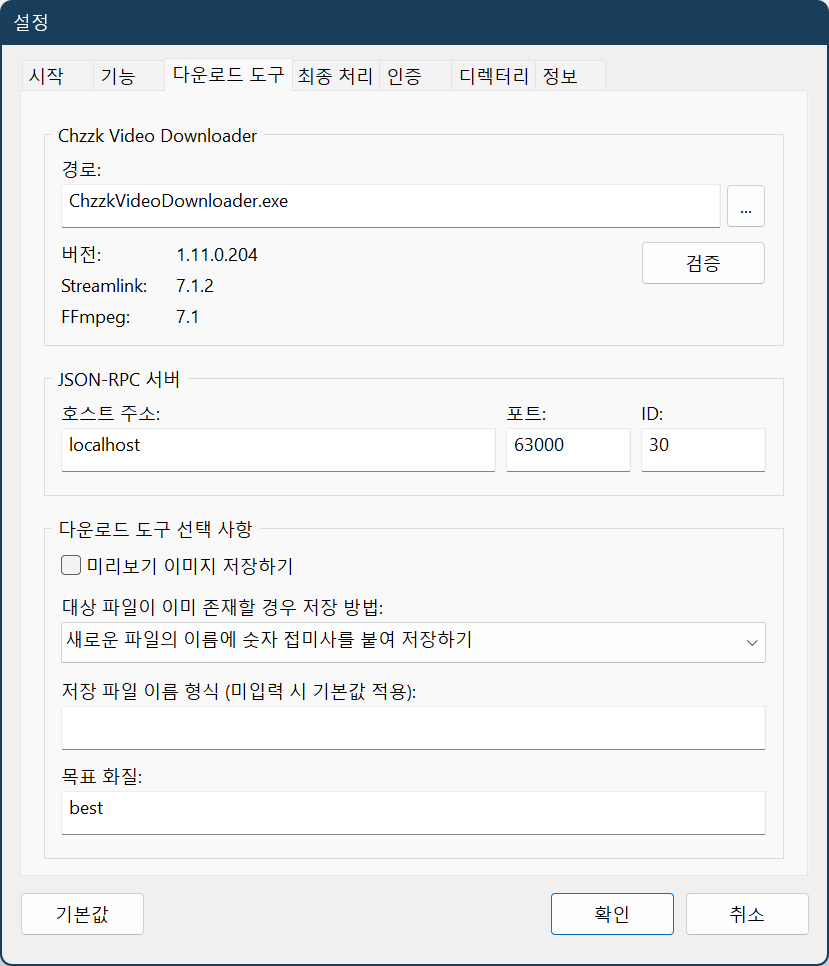 설정
시작 기능 다운로드 도구 최종 처리 인증 디렉터리 정보
Chzzk Video Downloader
경로:
ChzzkVideoDownloader.exe ...
버전: 1.11.0.204 검증
Streamlink: 7.1.2
FFmpeg: 7.1
JSON-RPC 서버
호스트 주소: 포트: ID:
localhost 63000 30
다운로드 도구 선택 사항
미리보기 이미지 저장하기
대상 파일이 이미 존재할 경우 저장 방법:
새로운 파일의 이름에 숫자 접미사를 붙여 저장하기
저장 파일 이름 형식 (미입력 시 기본값 적용):
목표 화질:
best
기본값 확인 취소